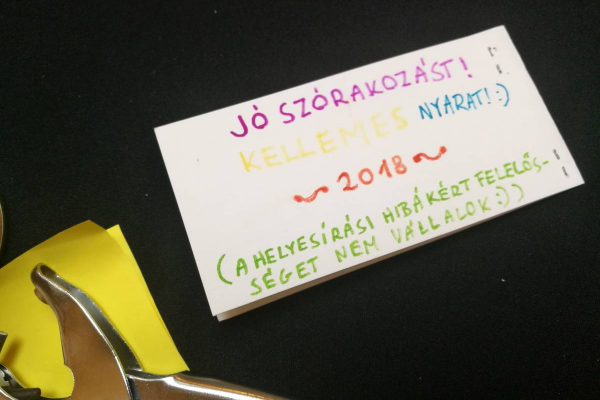 JÓ SZÓRAKOZÁST!
KELLEMES NYARAT! :)
~ 2018 ~
(A HELYESÍRÁSI HIBÁKÉRT FELELŐS-
SÉGET NEM VÁLLALOK :))